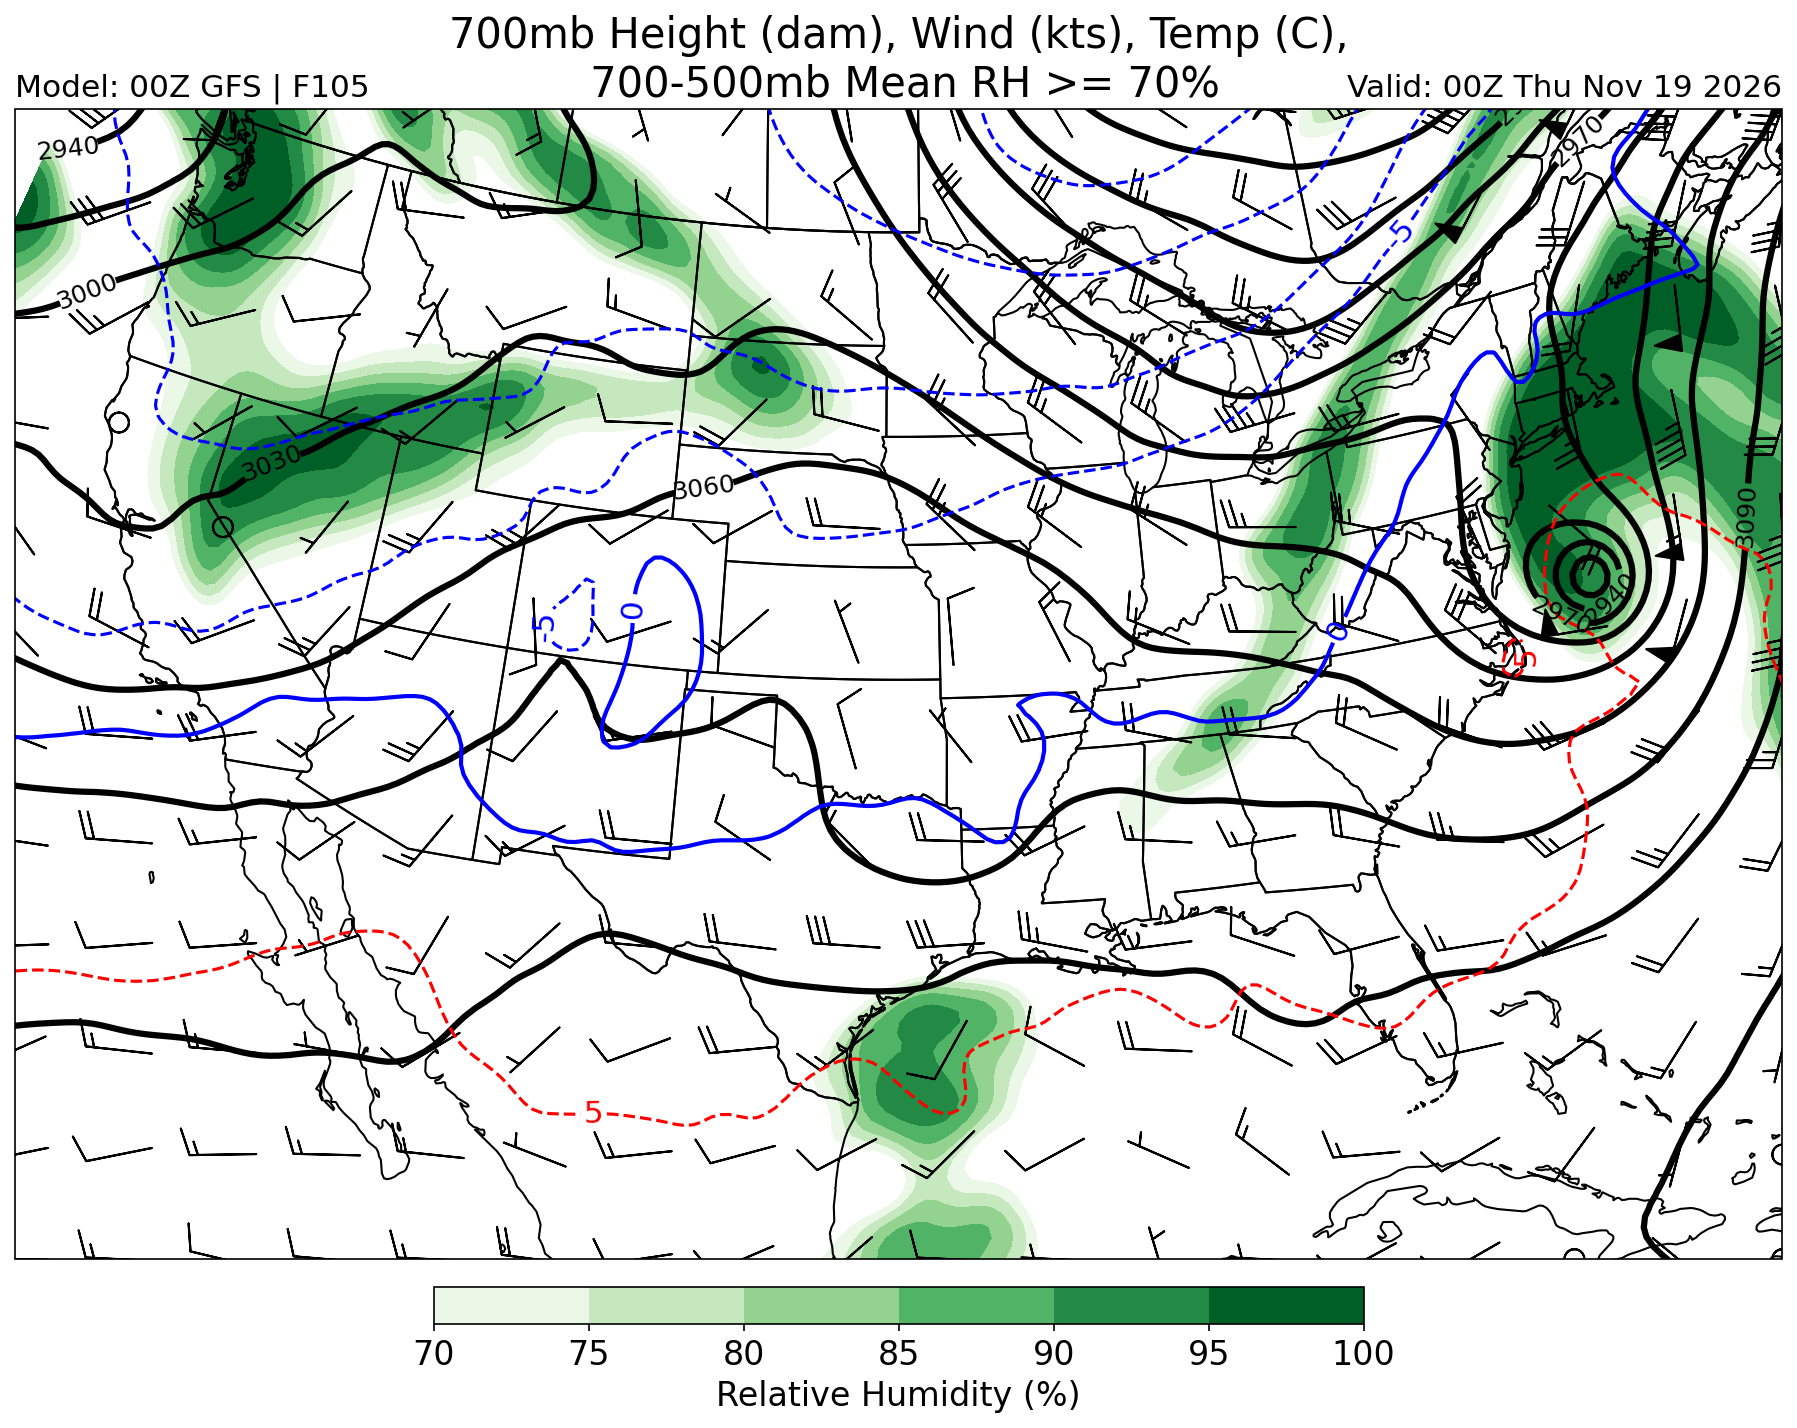 700mb Height (dam), Wind (kts), Temp (C),
Model: 00Z GFS | F105
700-500mb Mean RH >= 70%
Valid: 00Z Thu Nov 19 2026
2940
2970
3000
-5
3030
3060
3090
-5
0
2970
2940
0
5
5
70 75 80 85 90 95 100
Relative Humidity (%)